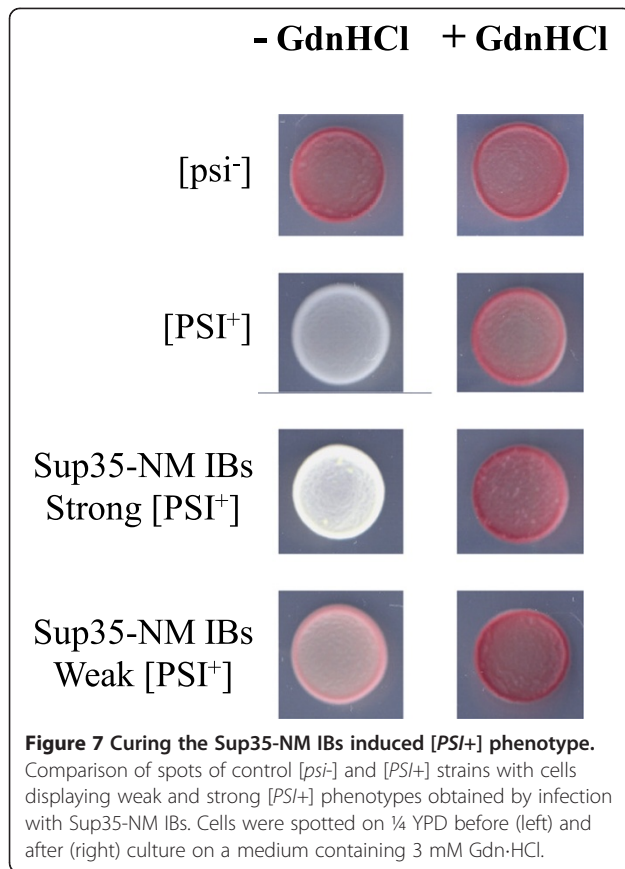 - GdnHCl + GdnHCl
[psi-]
[PSI+]
Sup35-NM IBs
Strong [PSI+]
Sup35-NM IBs
Weak [PSI+]
Figure 7 Curing the Sup35-NM IBs induced [PSI+] phenotype.
Comparison of spots of control [psi-] and [PSI+] strains with cells
displaying weak and strong [PSI+] phenotypes obtained by infection
with Sup35-NM IBs. Cells were spotted on ¼ YPD before (left) and
after (right) culture on a medium containing 3 mM Gdn·HCl.